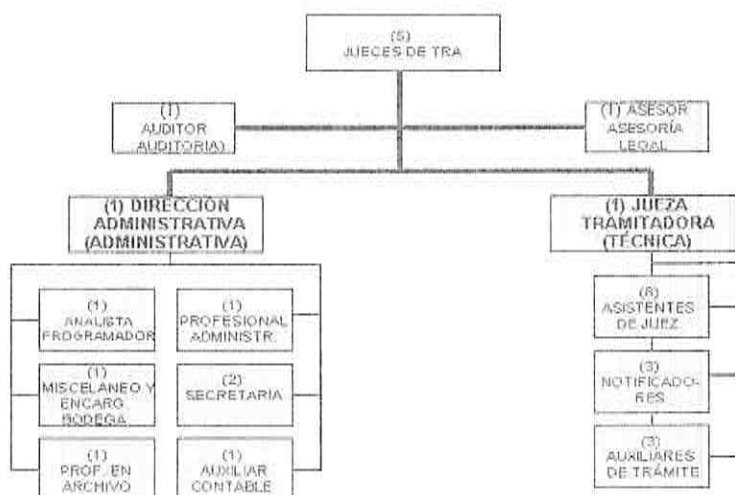 (5)
JUECES DE TRA
(1)
AUDITOR
AUDITORIA)
(1) ASESOR
ASESORÍA
LEGAL
(1) DIRECCIÓN
ADMINISTRATIVA
(ADMINISTRATIVA)
(1) JUEZA
TRAMITADORA
(TÉCNICA)
(1)
ANALISTA
PROGRAMADOR
(1)
PROFESIONAL
ADMINISTR.
(1)
MISCELANEO Y
ENCARG
BODEGA
(2)
SECRETARIA
(1)
PROF. EN
ARCHIVO
(1)
AUXILIAR
CONTABLE
(8)
ASISTENTES
DE JUEZ
(3)
NOTIFICADO-
RES
(3)
AUXILIARES
DE TRÁMITE